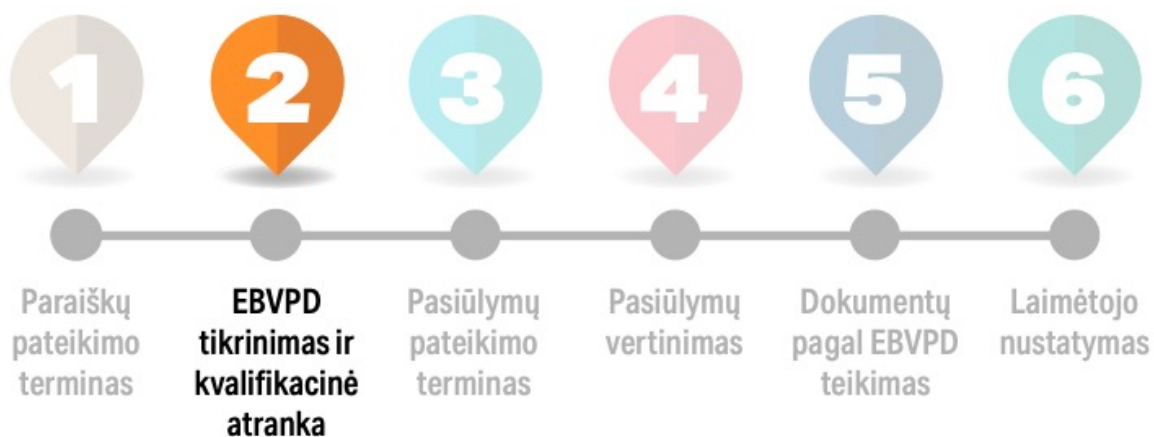 1
2
3
4
5
6
Paraiškų
pateikimo
terminas
EBVPD
tikrinimas ir
kvalifikacinė
atranka
Pasiūlymų
pateikimo
terminas
Pasiūlymų
vertinimas
Dokumentų
pagal EBVPD
teikimas
Laimėtojo
nustatymas